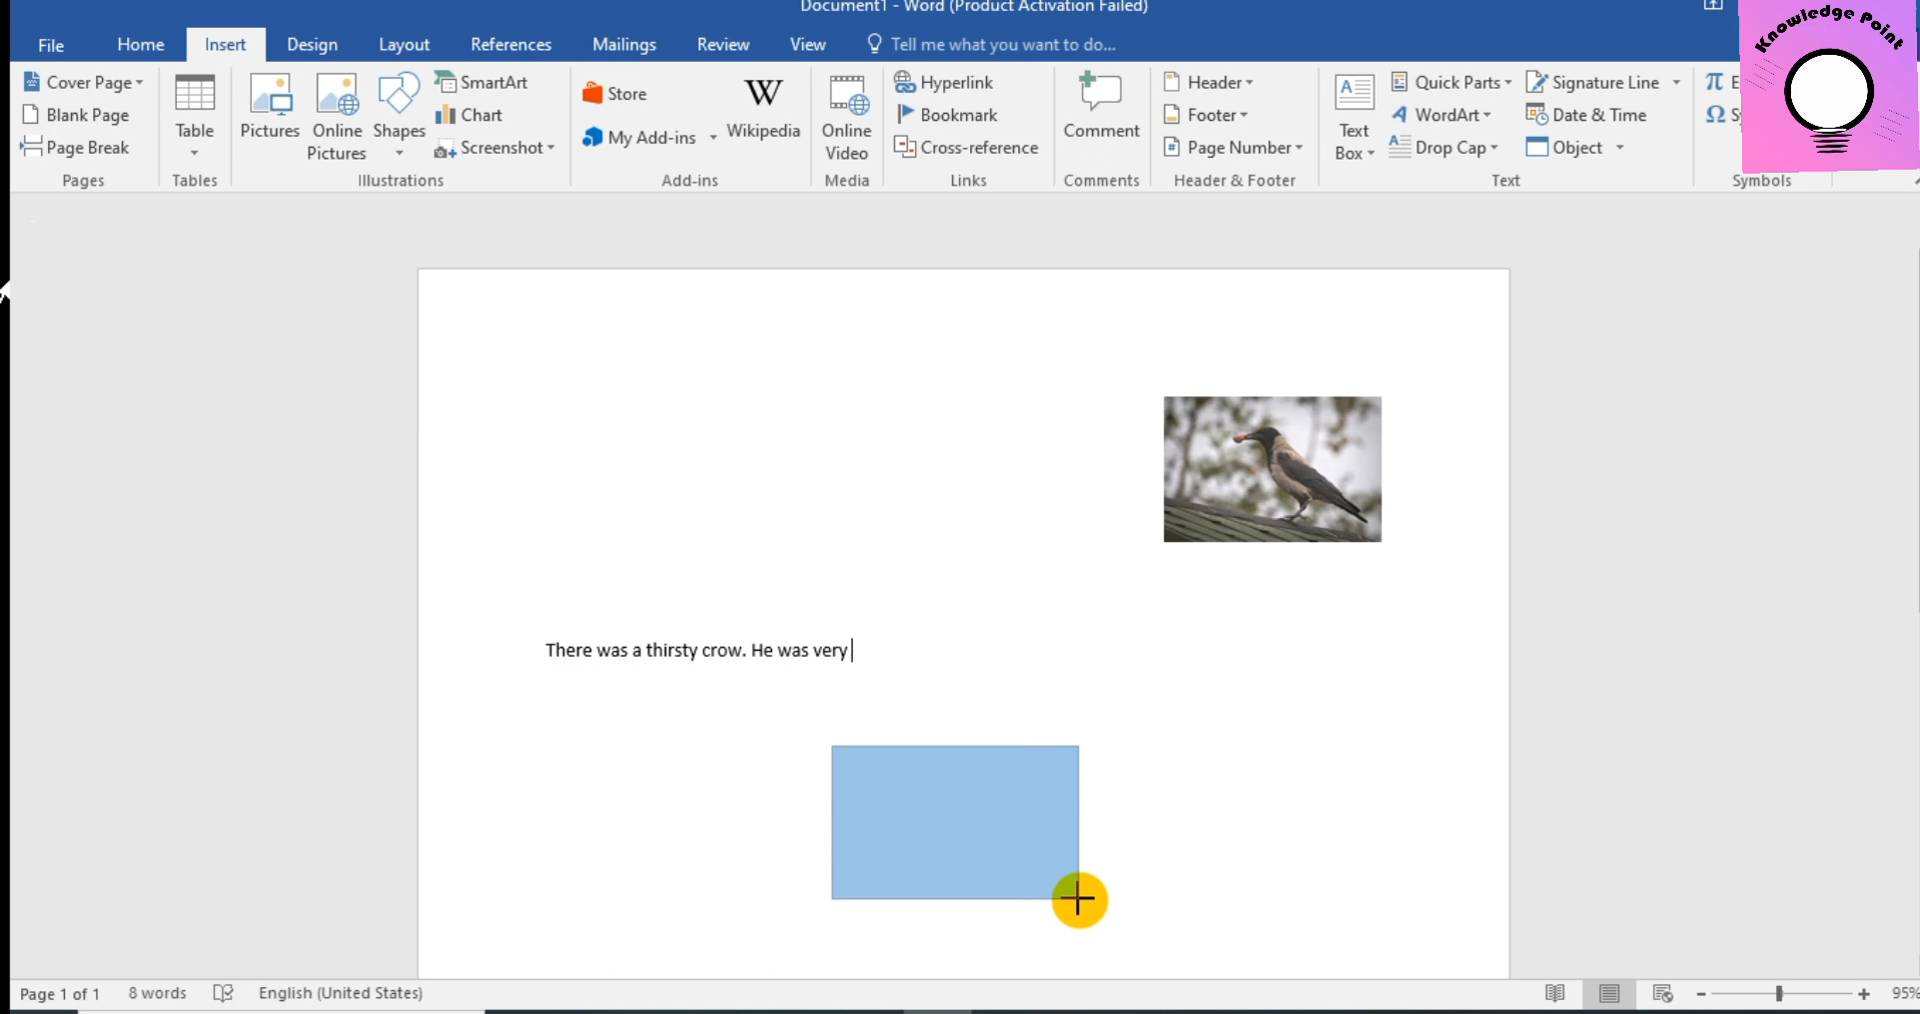 Document1 - Word (Product Activation Failed)
Knowledge Point
File Home Insert Design Layout References Mailings Review View Tell me what you want to do...
Cover Page
Blank Page
Page Break
Pages
Table
Tables
Pictures
Online Pictures
Shapes
SmartArt
Chart
Screenshot
Illustrations
Store
My Add-ins
W
Wikipedia
Add-ins
Online Video
Media
Hyperlink
Bookmark
Cross-reference
Links
Comment
Comments
Header
Footer
Page Number
Header & Footer
Text Box
Quick Parts
WordArt
Drop Cap
Signature Line
Date & Time
Object
Text
π E
Ω S
Symbols
There was a thirsty crow. He was very
Page 1 of 1 8 words English (United States) 95%